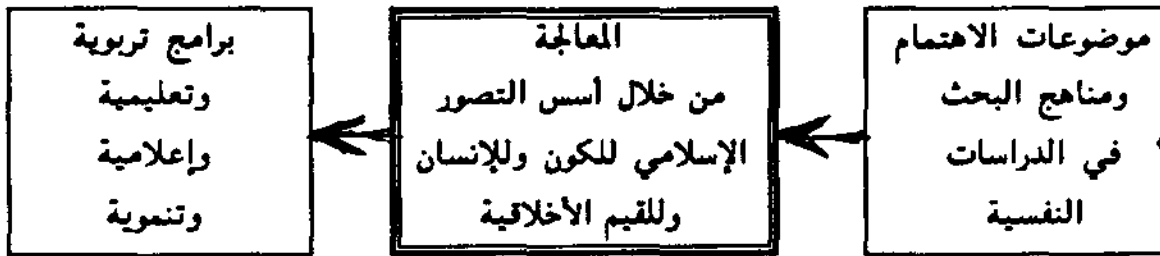 موضوعات الاهتمام
ومناهج البحث
في الدراسات
النفسية
المعالجة
من خلال أسس التصور
الإسلامي للكون وللإنسان
وللقيم الأخلاقية
برامج تربوية
وتعليمية
وإعلامية
وتنموية